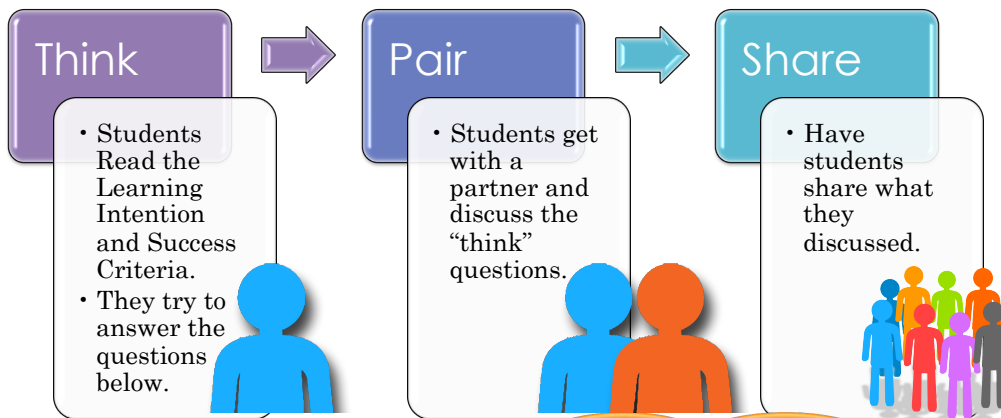 Think
• Students
Read the
Learning
Intention
and Success
Criteria.
• They try to
answer the
questions
below.
Pair
• Students get
with a
partner and
discuss the
“think”
questions.
Share
• Have
students
share what
they
discussed.